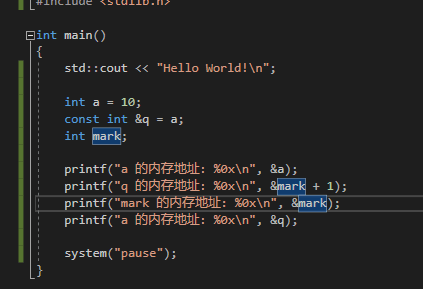 #include <stdlib.h>
int main()
{
std::cout << "Hello World!\n";
int a = 10;
const int &q = a;
int mark;
printf("a 的内存地址: %0x\n", &a);
printf("q 的内存地址: %0x\n", &mark + 1);
printf("mark 的内存地址: %0x\n", &mark);
printf("a 的内存地址: %0x\n", &q);
system("pause");
}